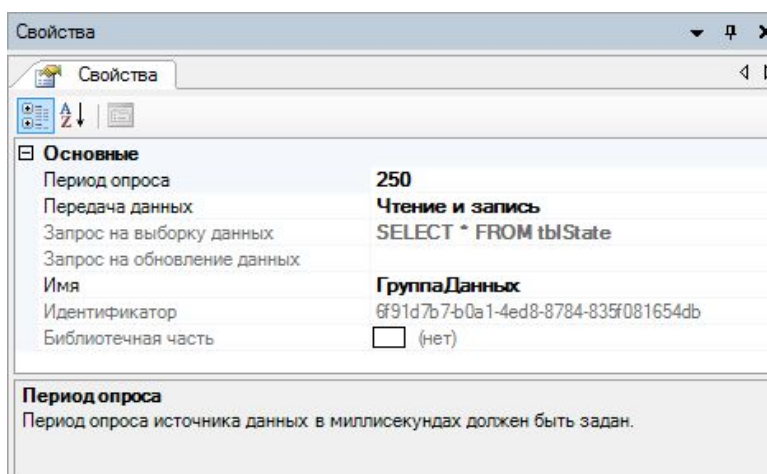 Свойства
Свойства
Основные
Период опроса 250
Передача данных Чтение и запись
Запрос на выборку данных SELECT * FROM tblState
Запрос на обновление данных
Имя ГруппаДанных
Идентификатор 6f91d7b7-b0a1-4ed8-8784-835f081654db
Библиотечная часть (нет)
Период опроса
Период опроса источника данных в миллисекундах должен быть задан.